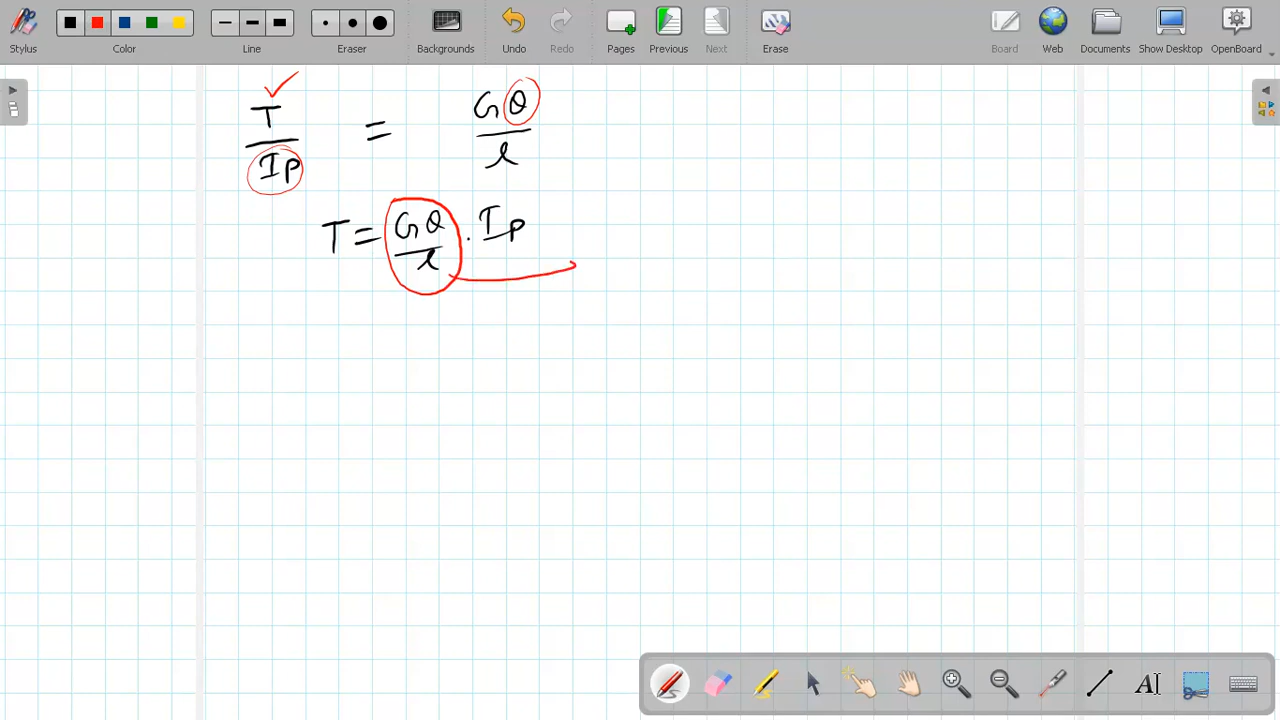 Stylus Color Line Eraser Backgrounds Undo Redo Pages Previous Next Erase Board Web Documents Show Desktop OpenBoard
T/Ip = Gθ/l
T = Gθ/l . Ip
A